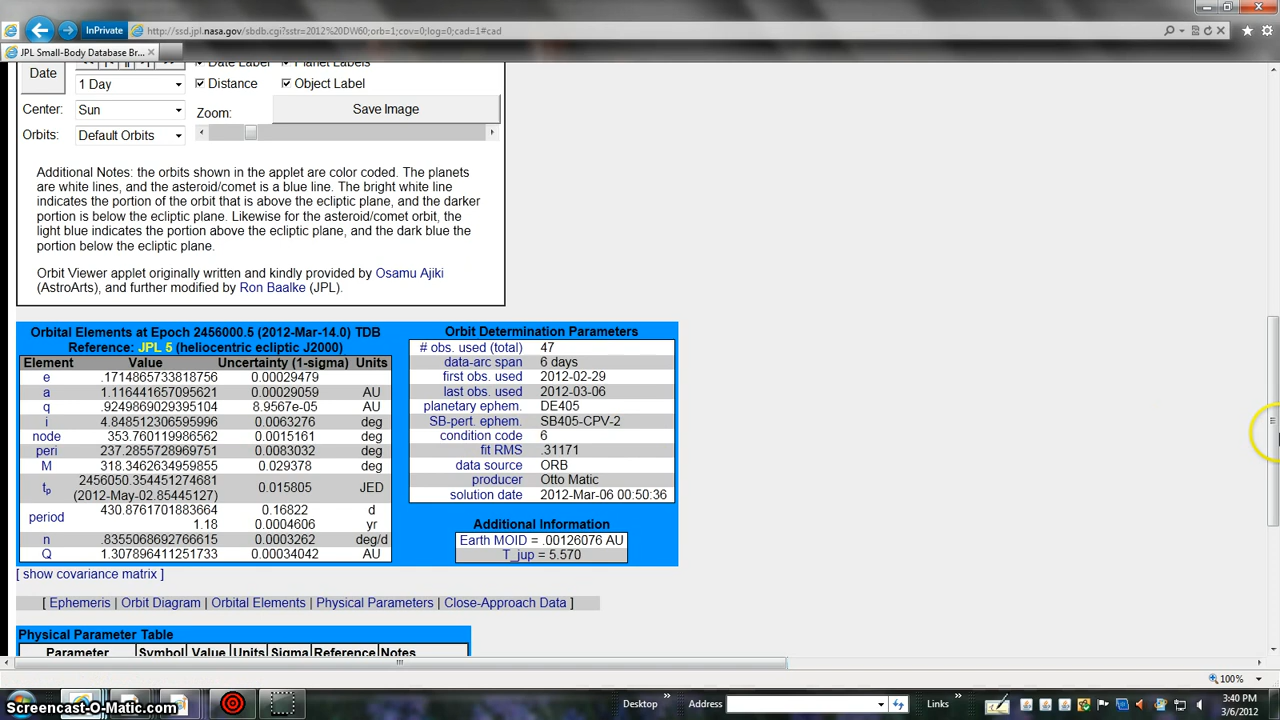 InPrivate
http://ssd.jpl.nasa.gov/sbdb.cgi?sstr=2012%20DW60;orb=1;cov=0;log=0;cad=1#cad
JPL Small-Body Database Br...
Date Label Planet Labels
Date 1 Day Distance Object Label
Center: Sun Zoom: Save Image
Orbits: Default Orbits
Additional Notes: the orbits shown in the applet are color coded. The planets
are white lines, and the asteroid/comet is a blue line. The bright white line
indicates the portion of the orbit that is above the ecliptic plane, and the darker
portion is below the ecliptic plane. Likewise for the asteroid/comet orbit, the
light blue indicates the portion above the ecliptic plane, and the dark blue the
portion below the ecliptic plane.
Orbit Viewer applet originally written and kindly provided by Osamu Ajiki
(AstroArts), and further modified by Ron Baalke (JPL).
Orbital Elements at Epoch 2456000.5 (2012-Mar-14.0) TDB
Reference: JPL 5 (heliocentric ecliptic J2000)
Element Value Uncertainty (1-sigma) Units
e .1714865733818756 0.00029479
a 1.116441657095621 0.00029059 AU
q .9249869029395104 8.9567e-05 AU
i 4.848512306595996 0.0063276 deg
node 353.760119986562 0.0015161 deg
peri 237.2855728969751 0.0083032 deg
M 318.3462634959855 0.029378 deg
tp 2456050.354451274681 0.015805 JED
(2012-May-02.85445127)
period 430.8761701883664 0.16822 d
1.18 0.0004606 yr
n .8355068692766615 0.0003262 deg/d
Q 1.307896411251733 0.00034042 AU
Orbit Determination Parameters
# obs. used (total) 47
data-arc span 6 days
first obs. used 2012-02-29
last obs. used 2012-03-06
planetary ephem. DE405
SB-pert. ephem. SB405-CPV-2
condition code 6
fit RMS .31171
data source ORB
producer Otto Matic
solution date 2012-Mar-06 00:50:36
Additional Information
Earth MOID = .00126076 AU
T_jup = 5.570
[ show covariance matrix ]
[ Ephemeris | Orbit Diagram | Orbital Elements | Physical Parameters | Close-Approach Data ]
Physical Parameter Table
Parameter Symbol Value Units Sigma Reference Notes
100%
Desktop » Address Links »
3:40 PM
3/6/2012
Screencast-O-Matic.com